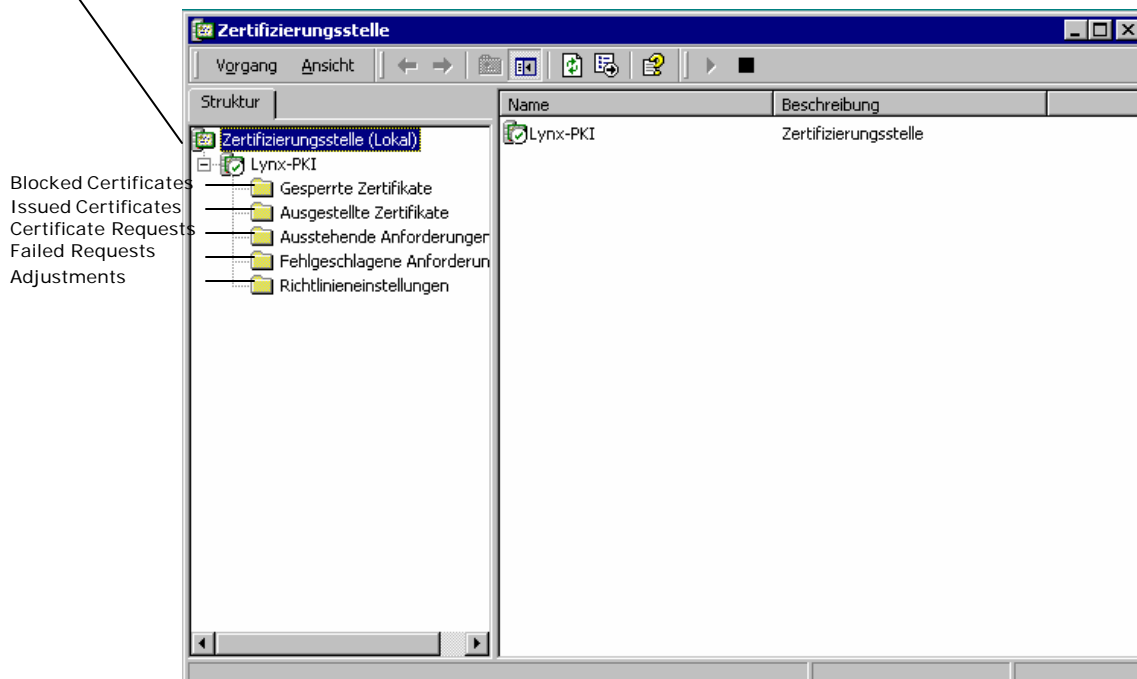 Zertifizierungsstelle
Vorgang Ansicht
Struktur
Name Beschreibung
Zertifizierungsstelle (Lokal)
Lynx-PKI Zertifizierungsstelle
Lynx-PKI
Blocked Certificates Gesperrte Zertifikate
Issued Certificates Ausgestellte Zertifikate
Certificate Requests Ausstehende Anforderunger
Failed Requests Fehlgeschlagene Anforderun
Adjustments Richtlinieneinstellungen